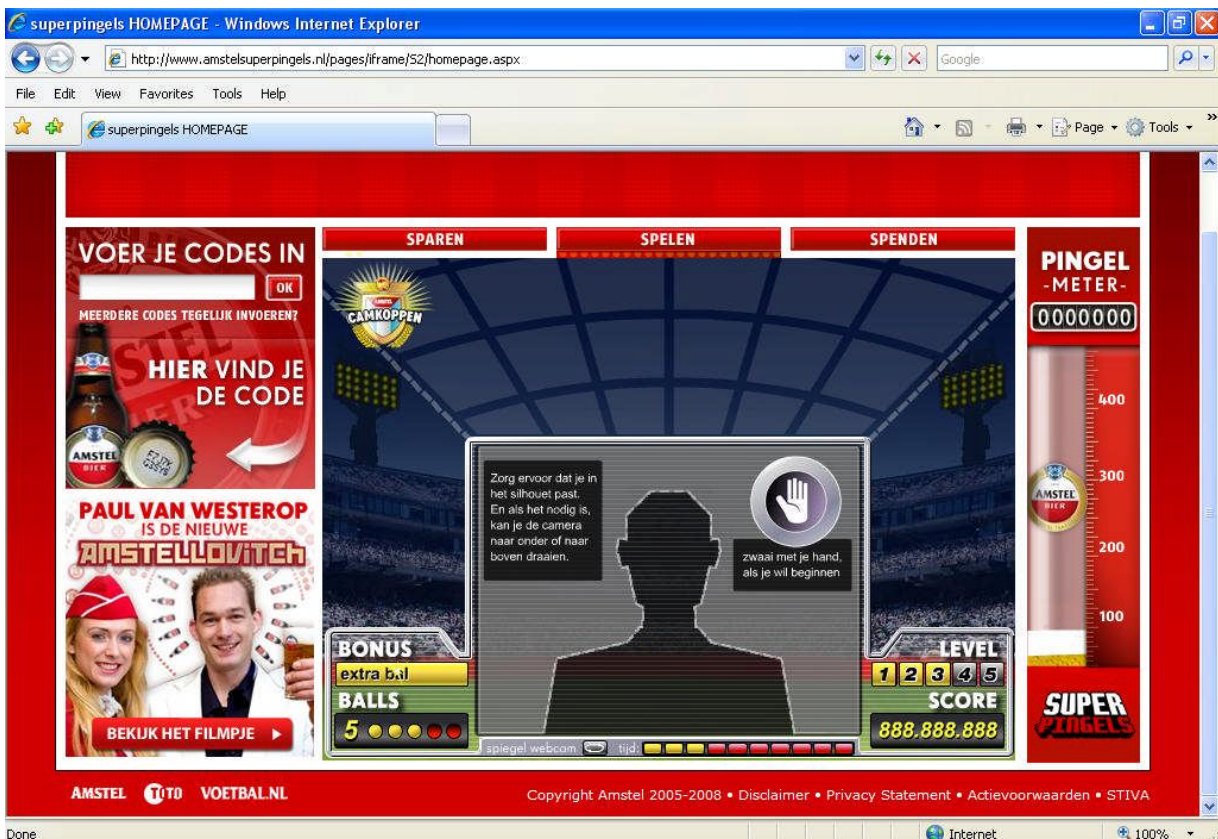 superpingels HOMEPAGE - Windows Internet Explorer
http://www.amstelsuperpingels.nl/pages/iframe/52/homepage.aspx
Google
File Edit View Favorites Tools Help
superpingels HOMEPAGE
Page Tools
VOER JE CODES IN
OK
MEERDERE CODES TEGELIJK INVOEREN?
HIER VIND JE
DE CODE
AMSTEL
BIER
PAUL VAN WESTEROP
IS DE NIEUWE
AMSTELLOVITCH
BEKIJK HET FILMPJE
SPAREN SPELEN SPENDEN
AMSTEL
CAMKOPPEN
Zorg ervoor dat je in
het silhouet past.
En als het nodig is,
kan je de camera
naar onder of naar
boven draaien.
zwaai met je hand,
als je wil beginnen
BONUS
extra bal
BALLS
5
LEVEL
1 2 3 4 5
SCORE
888.888.888
spiegel webcam tijd:
PINGEL
-METER-
0000000
400
300
AMSTEL
BIER
200
100
SUPER
PINGELS
AMSTEL TOTO VOETBAL.NL
Copyright Amstel 2005-2008 • Disclaimer • Privacy Statement • Actievoorwaarden • STIVA
Done Internet 100%